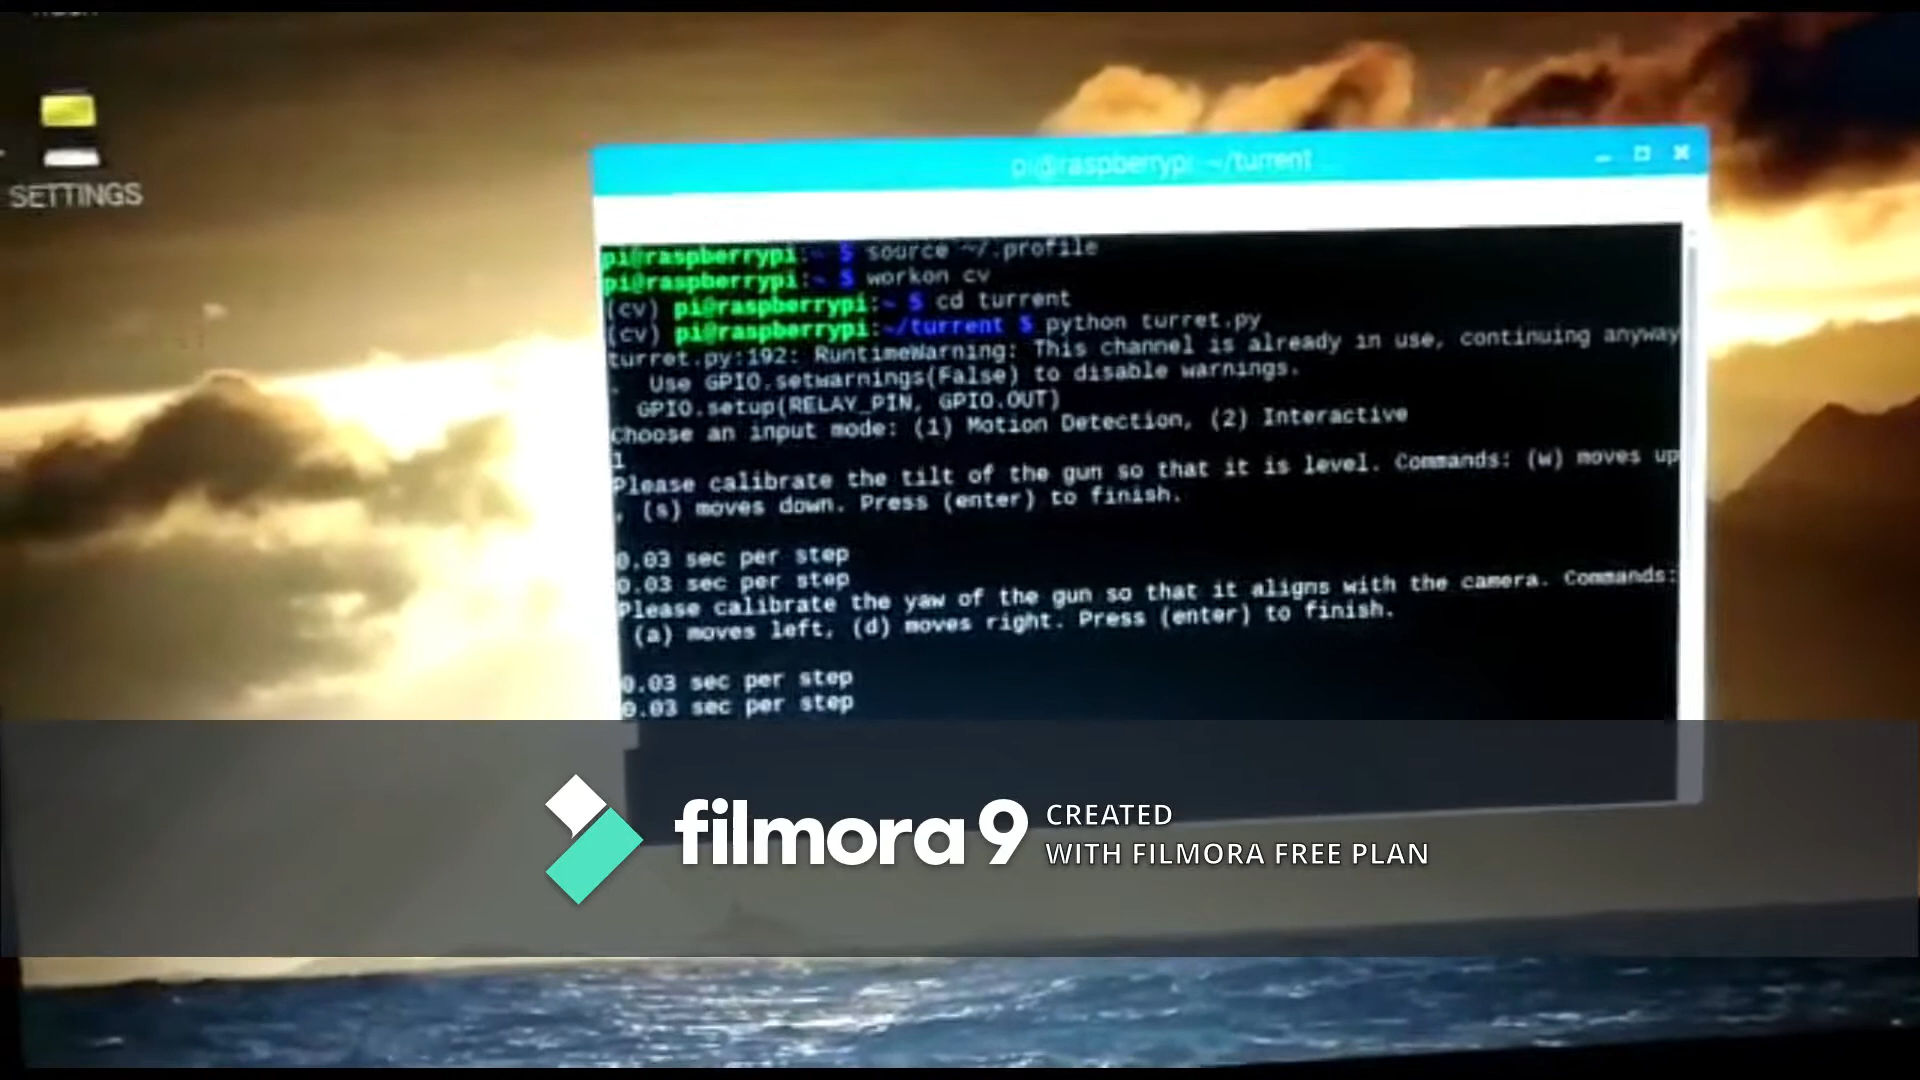 SETTINGS
pi@raspberrypi: ~/turrent
pi@raspberrypi:~ $ source ~/.profile
pi@raspberrypi:~ $ workon cv
(cv) pi@raspberrypi:~ $ cd turrent
(cv) pi@raspberrypi:~/turrent $ python turret.py
turret.py:192: RuntimeWarning: This channel is already in use, continuing anyway
. Use GPIO.setwarnings(False) to disable warnings.
GPIO.setup(RELAY_PIN, GPIO.OUT)
Choose an input mode: (1) Motion Detection, (2) Interactive
1
Please calibrate the tilt of the gun so that it is level. Commands: (w) moves up
, (s) moves down. Press (enter) to finish.
0.03 sec per step
0.03 sec per step
Please calibrate the yaw of the gun so that it aligns with the camera. Commands:
(a) moves left, (d) moves right. Press (enter) to finish.
0.03 sec per step
0.03 sec per step
filmora9 CREATED
WITH FILMORA FREE PLAN